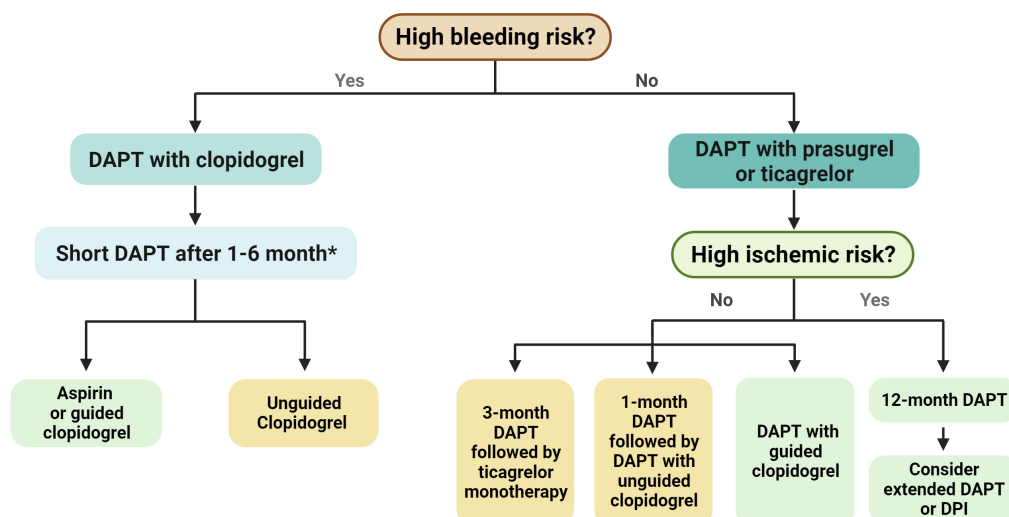 High bleeding risk?
Yes
No
DAPT with clopidogrel
DAPT with prasugrel
or ticagrelor
Short DAPT after 1-6 month*
High ischemic risk?
No
Yes
Aspirin
or guided
clopidogrel
Unguided
Clopidogrel
3-month
DAPT
followed by
ticagrelor
monotherapy
1-month
DAPT
followed by
DAPT with
unguided
clopidogrel
DAPT with
guided
clopidogrel
12-month DAPT
Consider
extended DAPT
or DPI